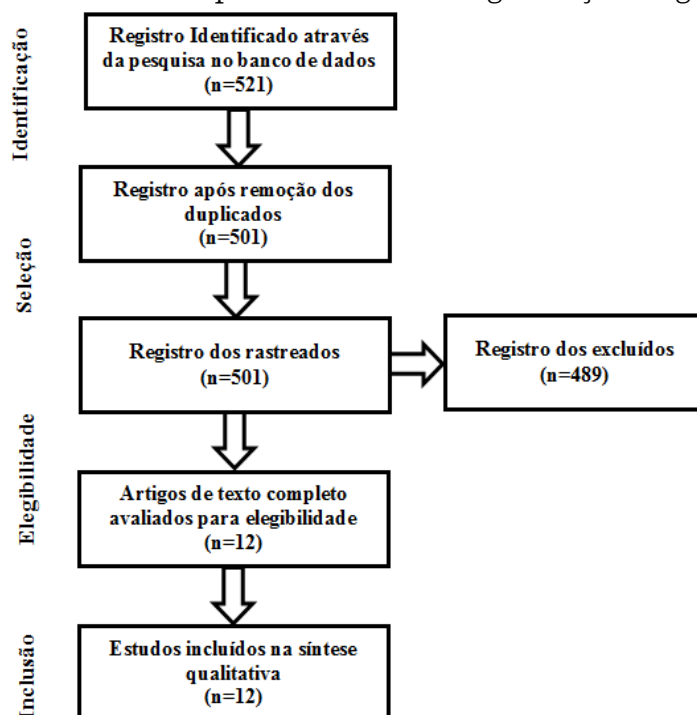 Identificação
Registro Identificado através
da pesquisa no banco de dados
(n=521)
Registro após remoção dos
duplicados
(n=501)
Seleção
Registro dos rastreados
(n=501)
Registro dos excluídos
(n=489)
Elegibilidade
Artigos de texto completo
avaliados para elegibilidade
(n=12)
Inclusão
Estudos incluídos na síntese
qualitativa
(n=12)